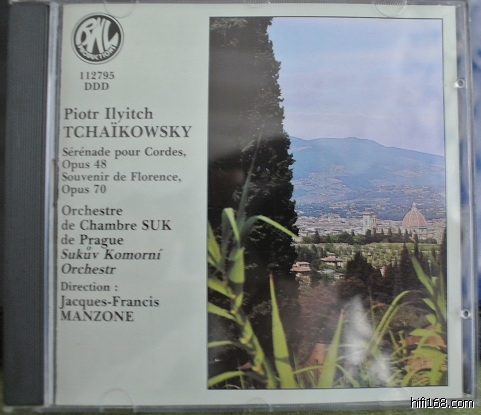 PRODUCTIONS
112795
DDD
Piotr Ilyitch
TCHAÏKOWSKY
Sérénade pour Cordes,
Opus 48
Souvenir de Florence,
Opus 70
Orchestre
de Chambre SUK
de Prague
Sukův Komorní
Orchestr
Direction :
Jacques-Francis
MANZONE
hifi168.com